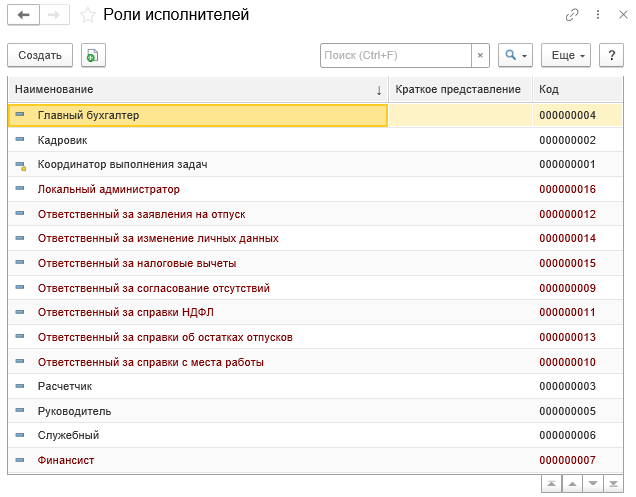 Роли исполнителей
Создать Поиск (Ctrl+F) × Еще ?
Наименование ↓ Краткое представление Код
Главный бухгалтер 000000004
Кадровик 000000002
Координатор выполнения задач 000000001
Локальный администратор 000000016
Ответственный за заявления на отпуск 000000012
Ответственный за изменение личных данных 000000014
Ответственный за налоговые вычеты 000000015
Ответственный за согласование отсутствий 000000009
Ответственный за справки НДФЛ 000000011
Ответственный за справки об остатках отпусков 000000013
Ответственный за справки с места работы 000000010
Расчетчик 000000003
Руководитель 000000005
Служебный 000000006
Финансист 000000007